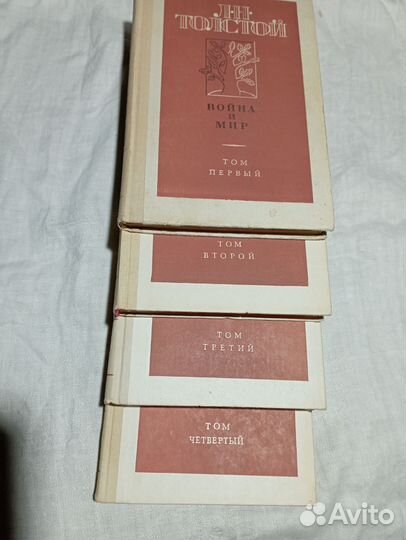 Л·Н·
ТОЛСТОЙ
ВОЙНА
И
МИР
ТОМ
ПЕРВЫЙ
ТОМ
ВТОРОЙ
ТОМ
ТРЕТИЙ
ТОМ
ЧЕТВЕРТЫЙ
Avito